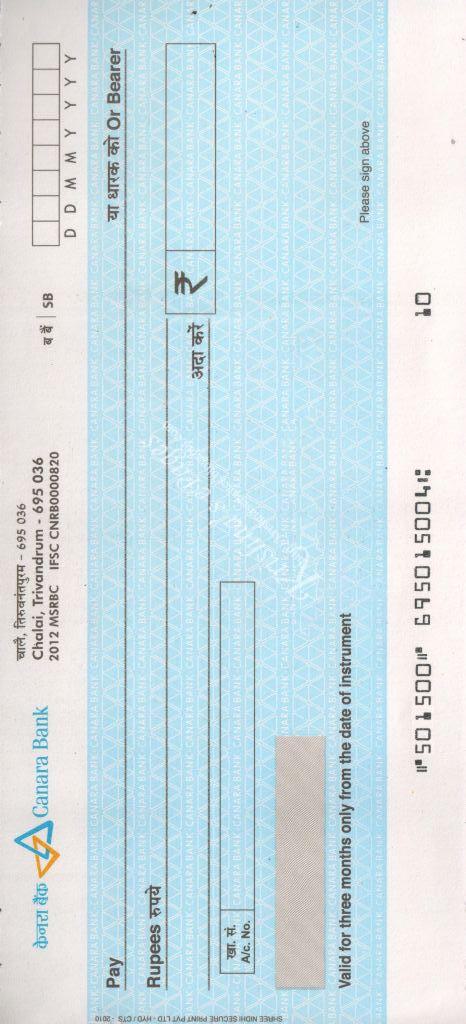 केनरा बैंक Canara Bank
चालै, तिरुवनंतपुरम - 695 036
Chalai, Trivandrum - 695 036
2012 MSRBC IFSC CNRB0000820
ब बैं SB
D D M M Y Y Y Y
Pay
या धारक को Or Bearer
Rupees रुपये
अदा करें
₹
खा. सं.
A/c. No.
SHREE NIDHI SECURE PRINT PVT LTD - HYD / CTS - 2010
Valid for three months only from the date of instrument
Please sign above
⑈501500⑈ 695015004⑆ 10